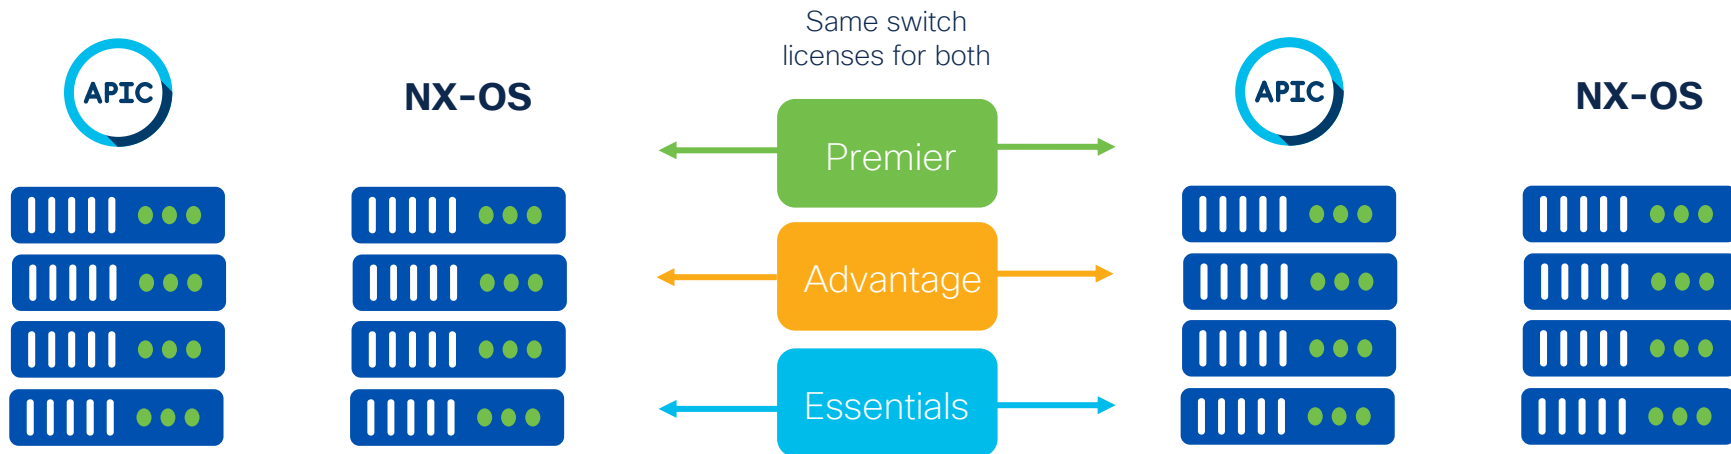 Same switch
licenses for both
APIC
NX-OS
Premier
Advantage
Essentials
APIC
NX-OS